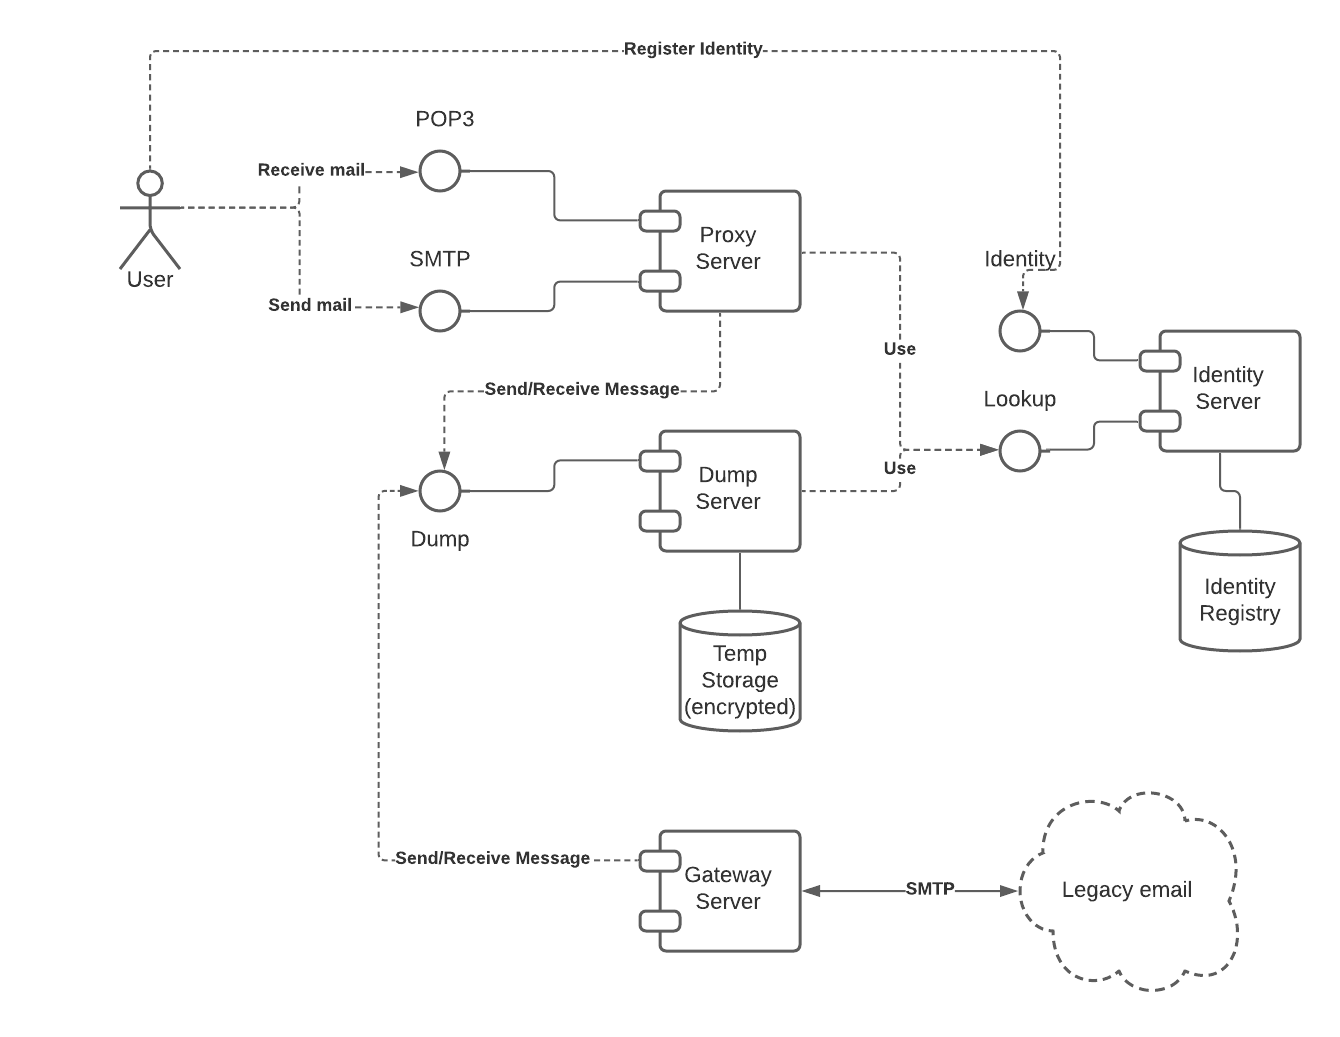 Register Identity
POP3
Receive mail
User
SMTP
Send mail
Proxy
Server
Identity
Use
Send/Receive Message
Identity
Server
Lookup
Use
Dump
Server
Dump
Identity
Registry
Temp
Storage
(encrypted)
Send/Receive Message
Gateway
Server
SMTP
Legacy email